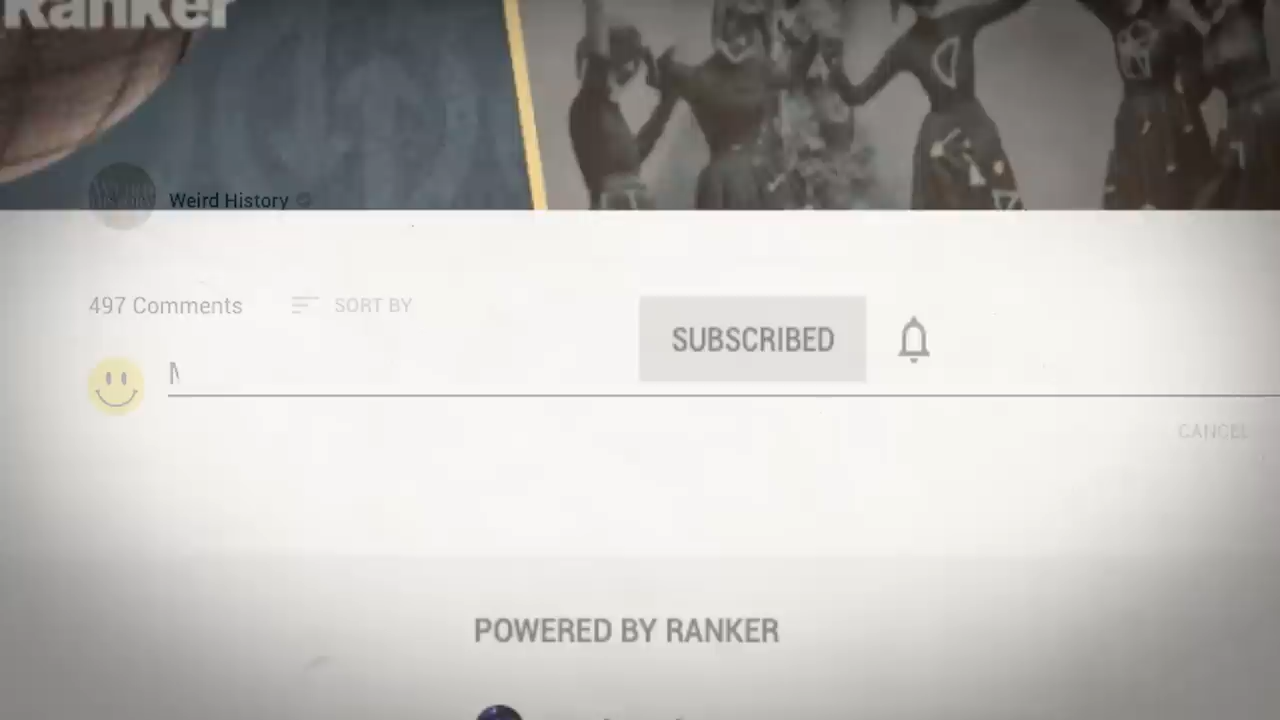 Ranker
Weird History
497 Comments
SORT BY
SUBSCRIBED
N
CANCEL
POWERED BY RANKER